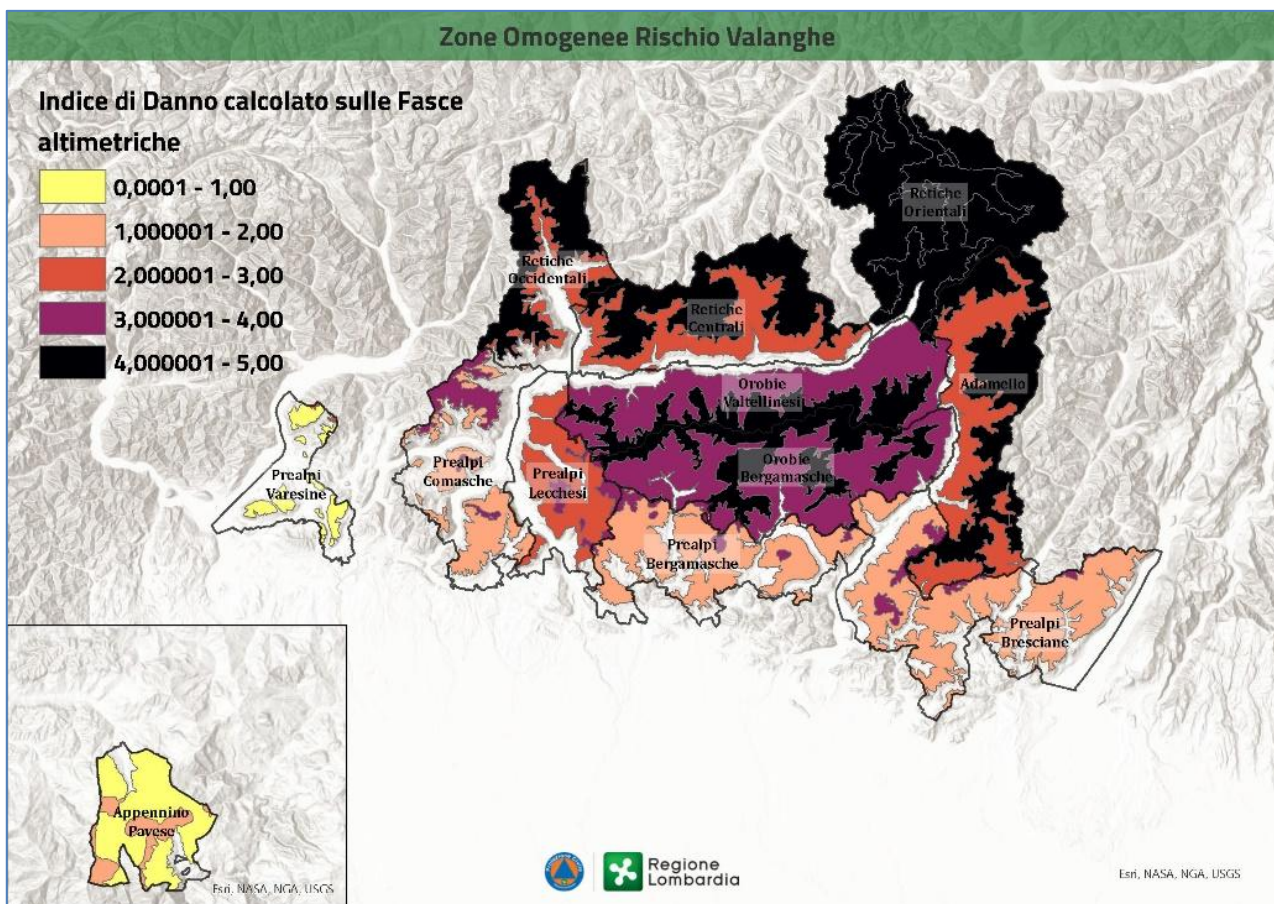 Zone Omogenee Rischio Valanghe
Indice di Danno calcolato sulle Fasce
altimetriche
0,0001 - 1,00
1,000001 - 2,00
2,000001 - 3,00
3,000001 - 4,00
4,000001 - 5,00
Retiche
Orientali
Retiche
Occidentali
Retiche
Centrali
Orobie
Valtellinesi
Adamello
Prealpi
Varesine
Prealpi
Comasche
Prealpi
Lecchesi
Orobie
Bergamasche
Prealpi
Bergamasche
Prealpi
Bresciane
Appennino
Pavese
Esri, NASA, NGA, USGS
Regione
Lombardia
Esri, NASA, NGA, USGS